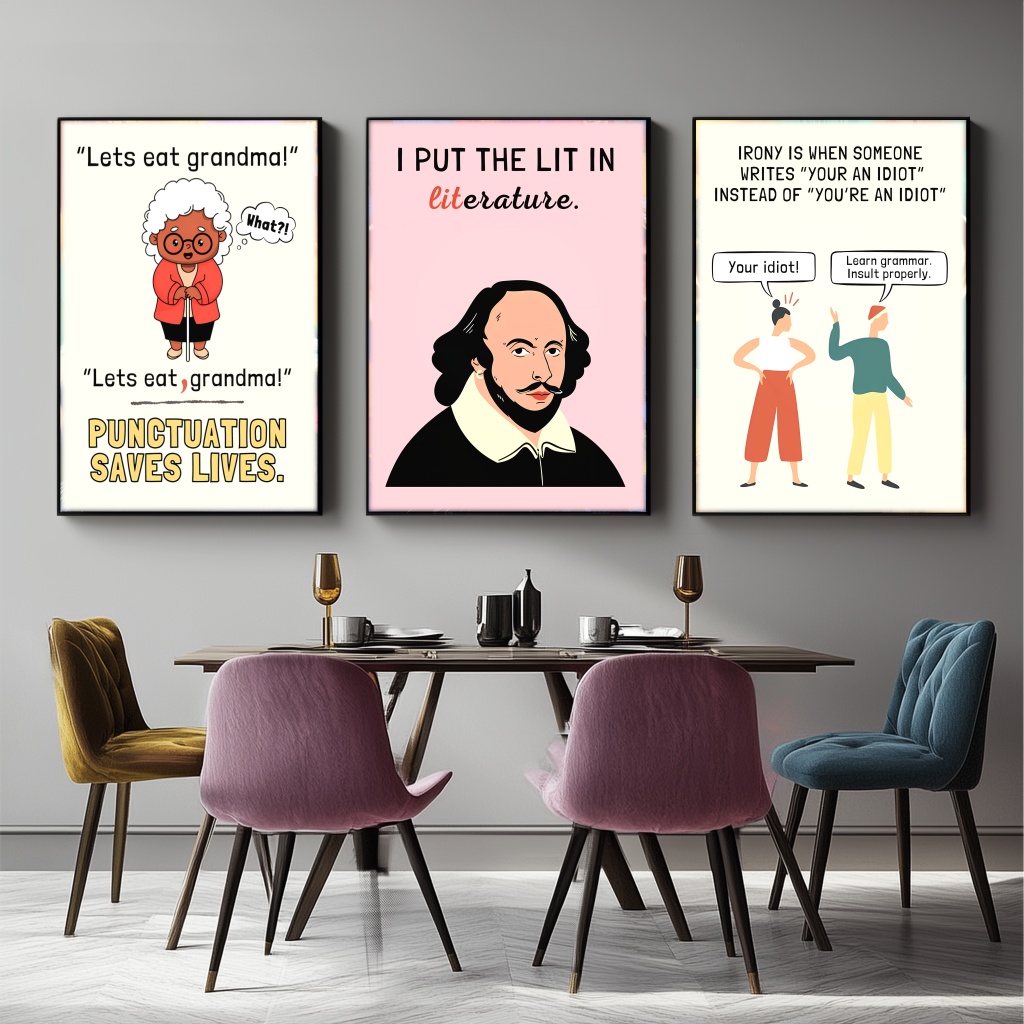 "Lets eat grandma!"
What?!
"Lets eat, grandma!"
PUNCTUATION
SAVES LIVES.
I PUT THE LIT IN
literature.
IRONY IS WHEN SOMEONE
WRITES "YOUR AN IDIOT"
INSTEAD OF "YOU'RE AN IDIOT"
Your idiot!
Learn grammar.
Insult properly.